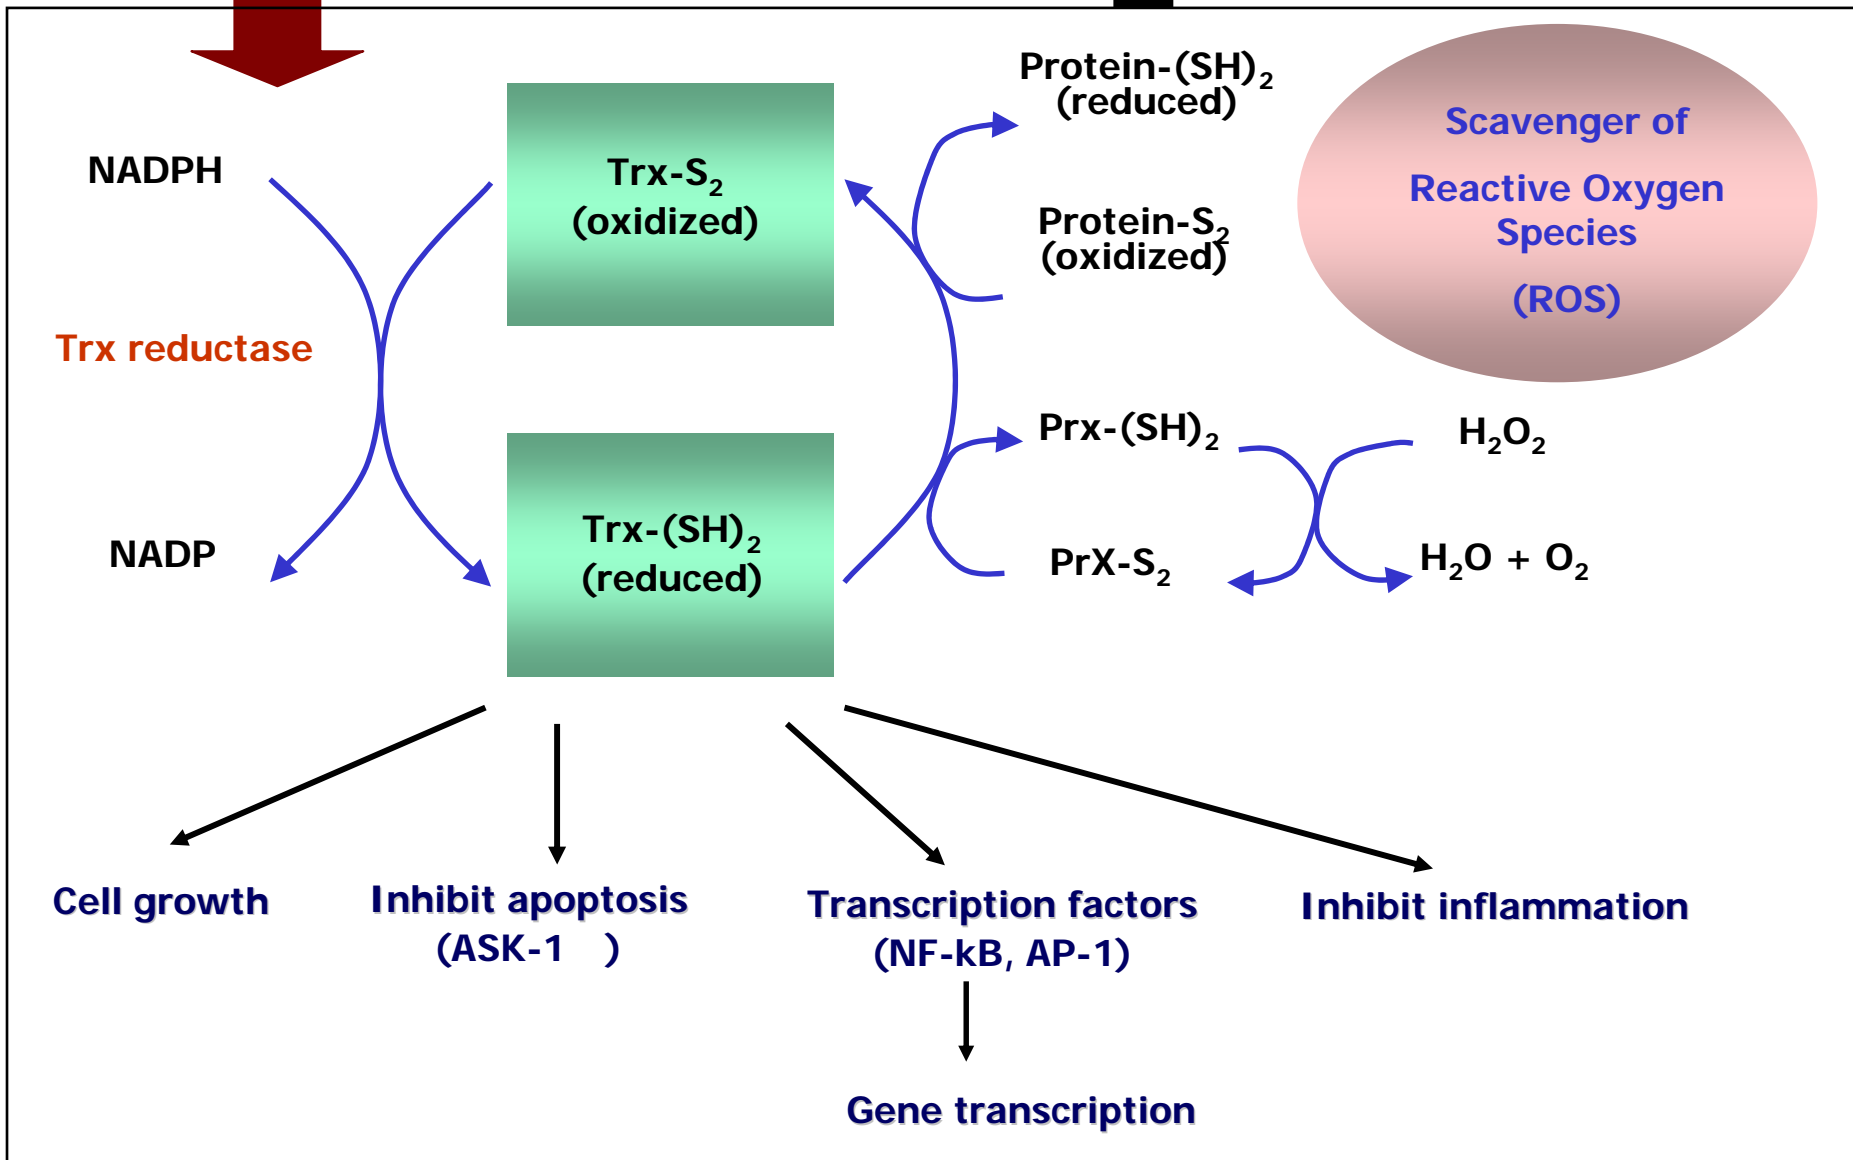 NADPH
Trx reductase
NADP
Trx-S₂
(oxidized)
Trx-(SH)₂
(reduced)
Protein-(SH)₂
(reduced)
Protein-S₂
(oxidized)
Prx-(SH)₂
PrX-S₂
H₂O₂
H₂O + O₂
Scavenger of
Reactive Oxygen
Species
(ROS)
Cell growth
Inhibit apoptosis
(ASK-1 )
Transcription factors
(NF-kB, AP-1)
Inhibit inflammation
Gene transcription